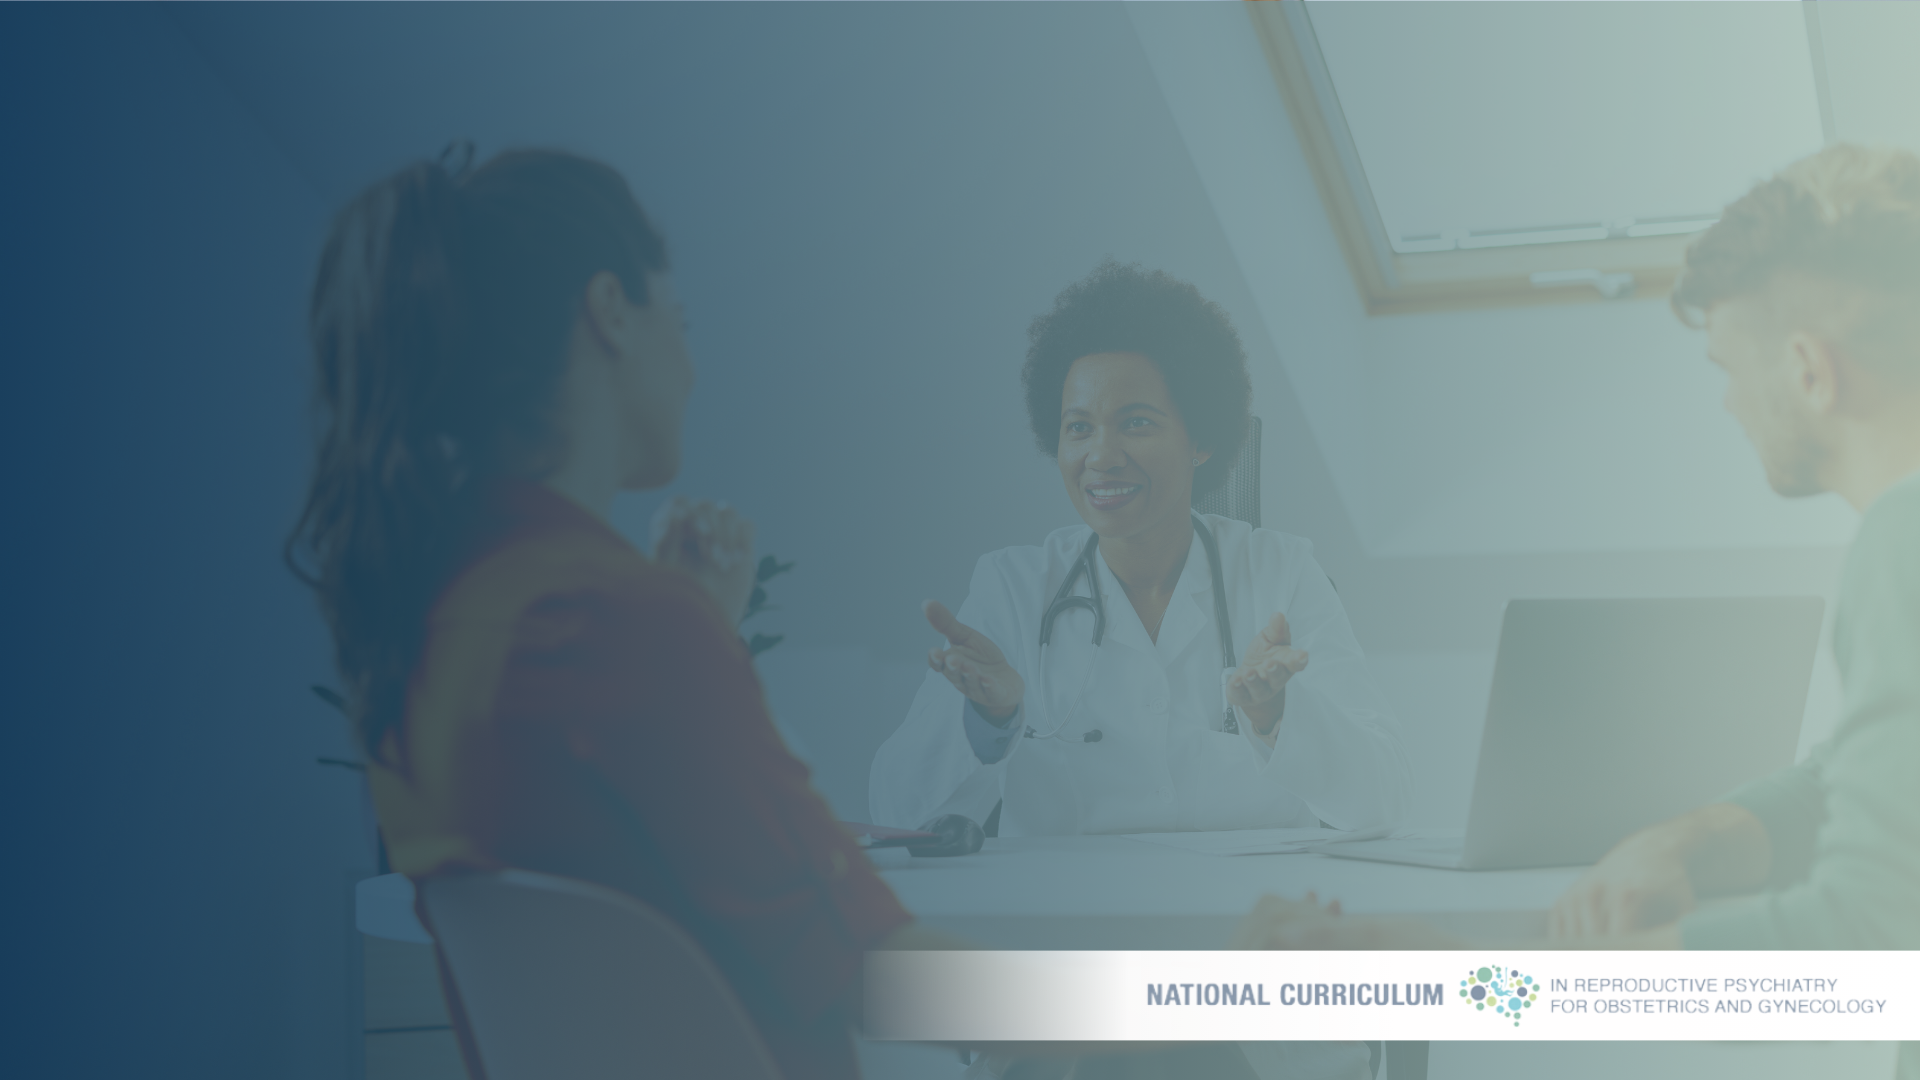 NATIONAL CURRICULUM
IN REPRODUCTIVE PSYCHIATRY
FOR OBSTETRICS AND GYNECOLOGY